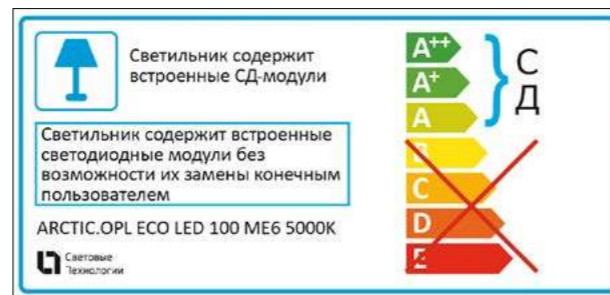 Светильник содержит
встроенные СД-модули
Светильник содержит встроенные
светодиодные модули без
возможности их замены конечным
пользователем
ARCTIC.OPL ECO LED 100 ME6 5000K
Световые
Технологии
A++
A+
A
B
C
D
E
С
Д